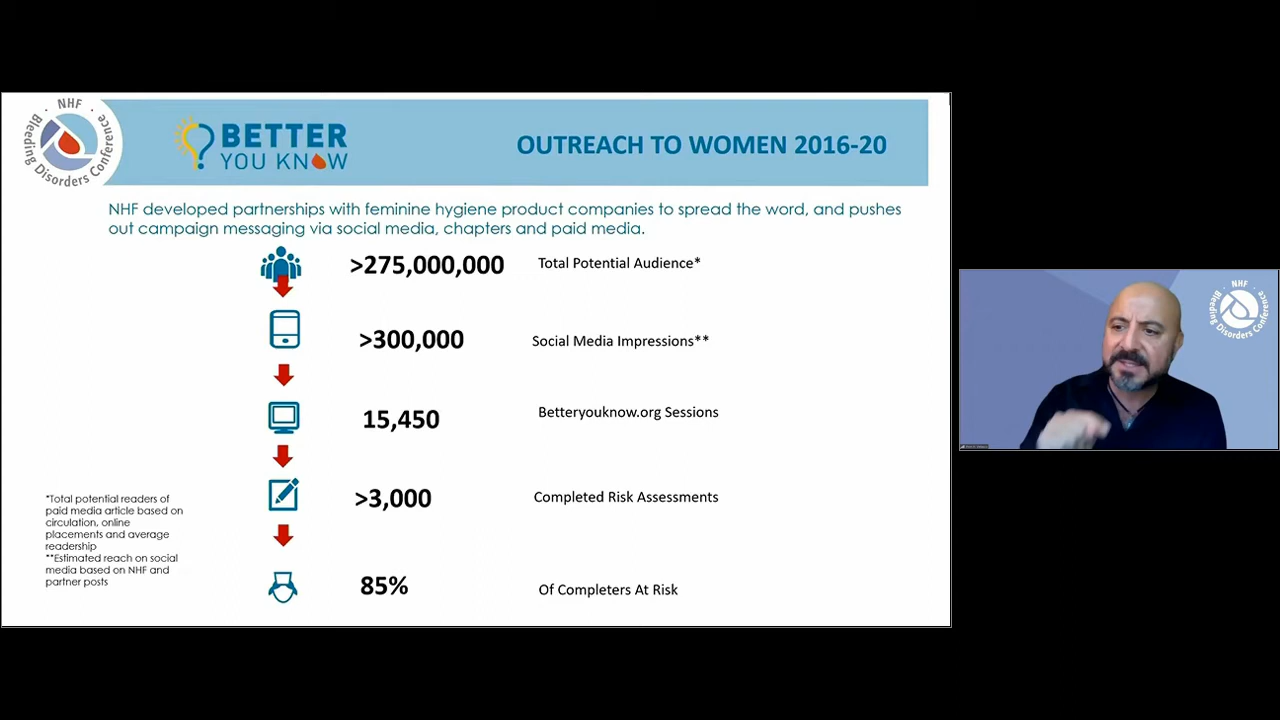 NHF
Bleeding Disorders Conference
BETTER
YOU KNOW
OUTREACH TO WOMEN 2016-20
NHF developed partnerships with feminine hygiene product companies to spread the word, and pushes
out campaign messaging via social media, chapters and paid media.
>275,000,000 Total Potential Audience*
>300,000 Social Media Impressions**
15,450 Betteryouknow.org Sessions
>3,000 Completed Risk Assessments
85% Of Completers At Risk
*Total potential readers of
paid media article based on
circulation, online
placements and average
readership
**Estimated reach on social
media based on NHF and
partner posts
NHF
Bleeding Disorders Conference